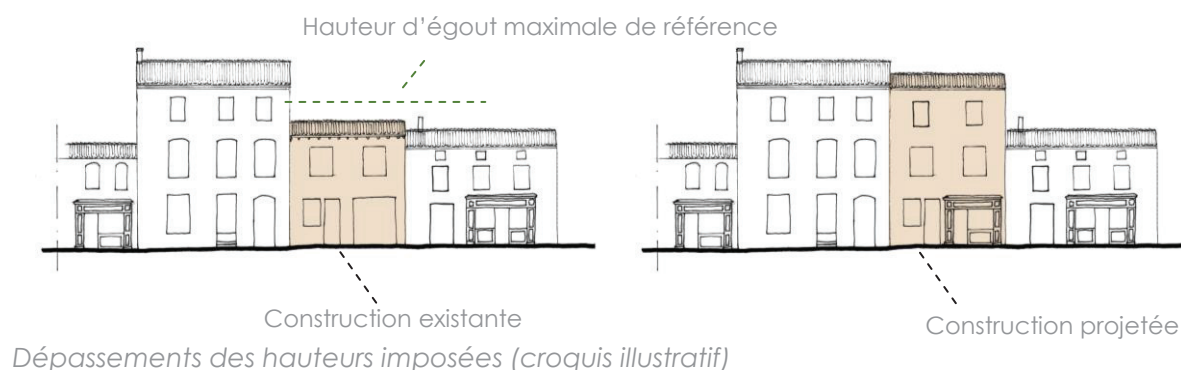 Hauteur d’égout maximale de référence
Construction existante
Construction projetée
Dépassements des hauteurs imposées (croquis illustratif)